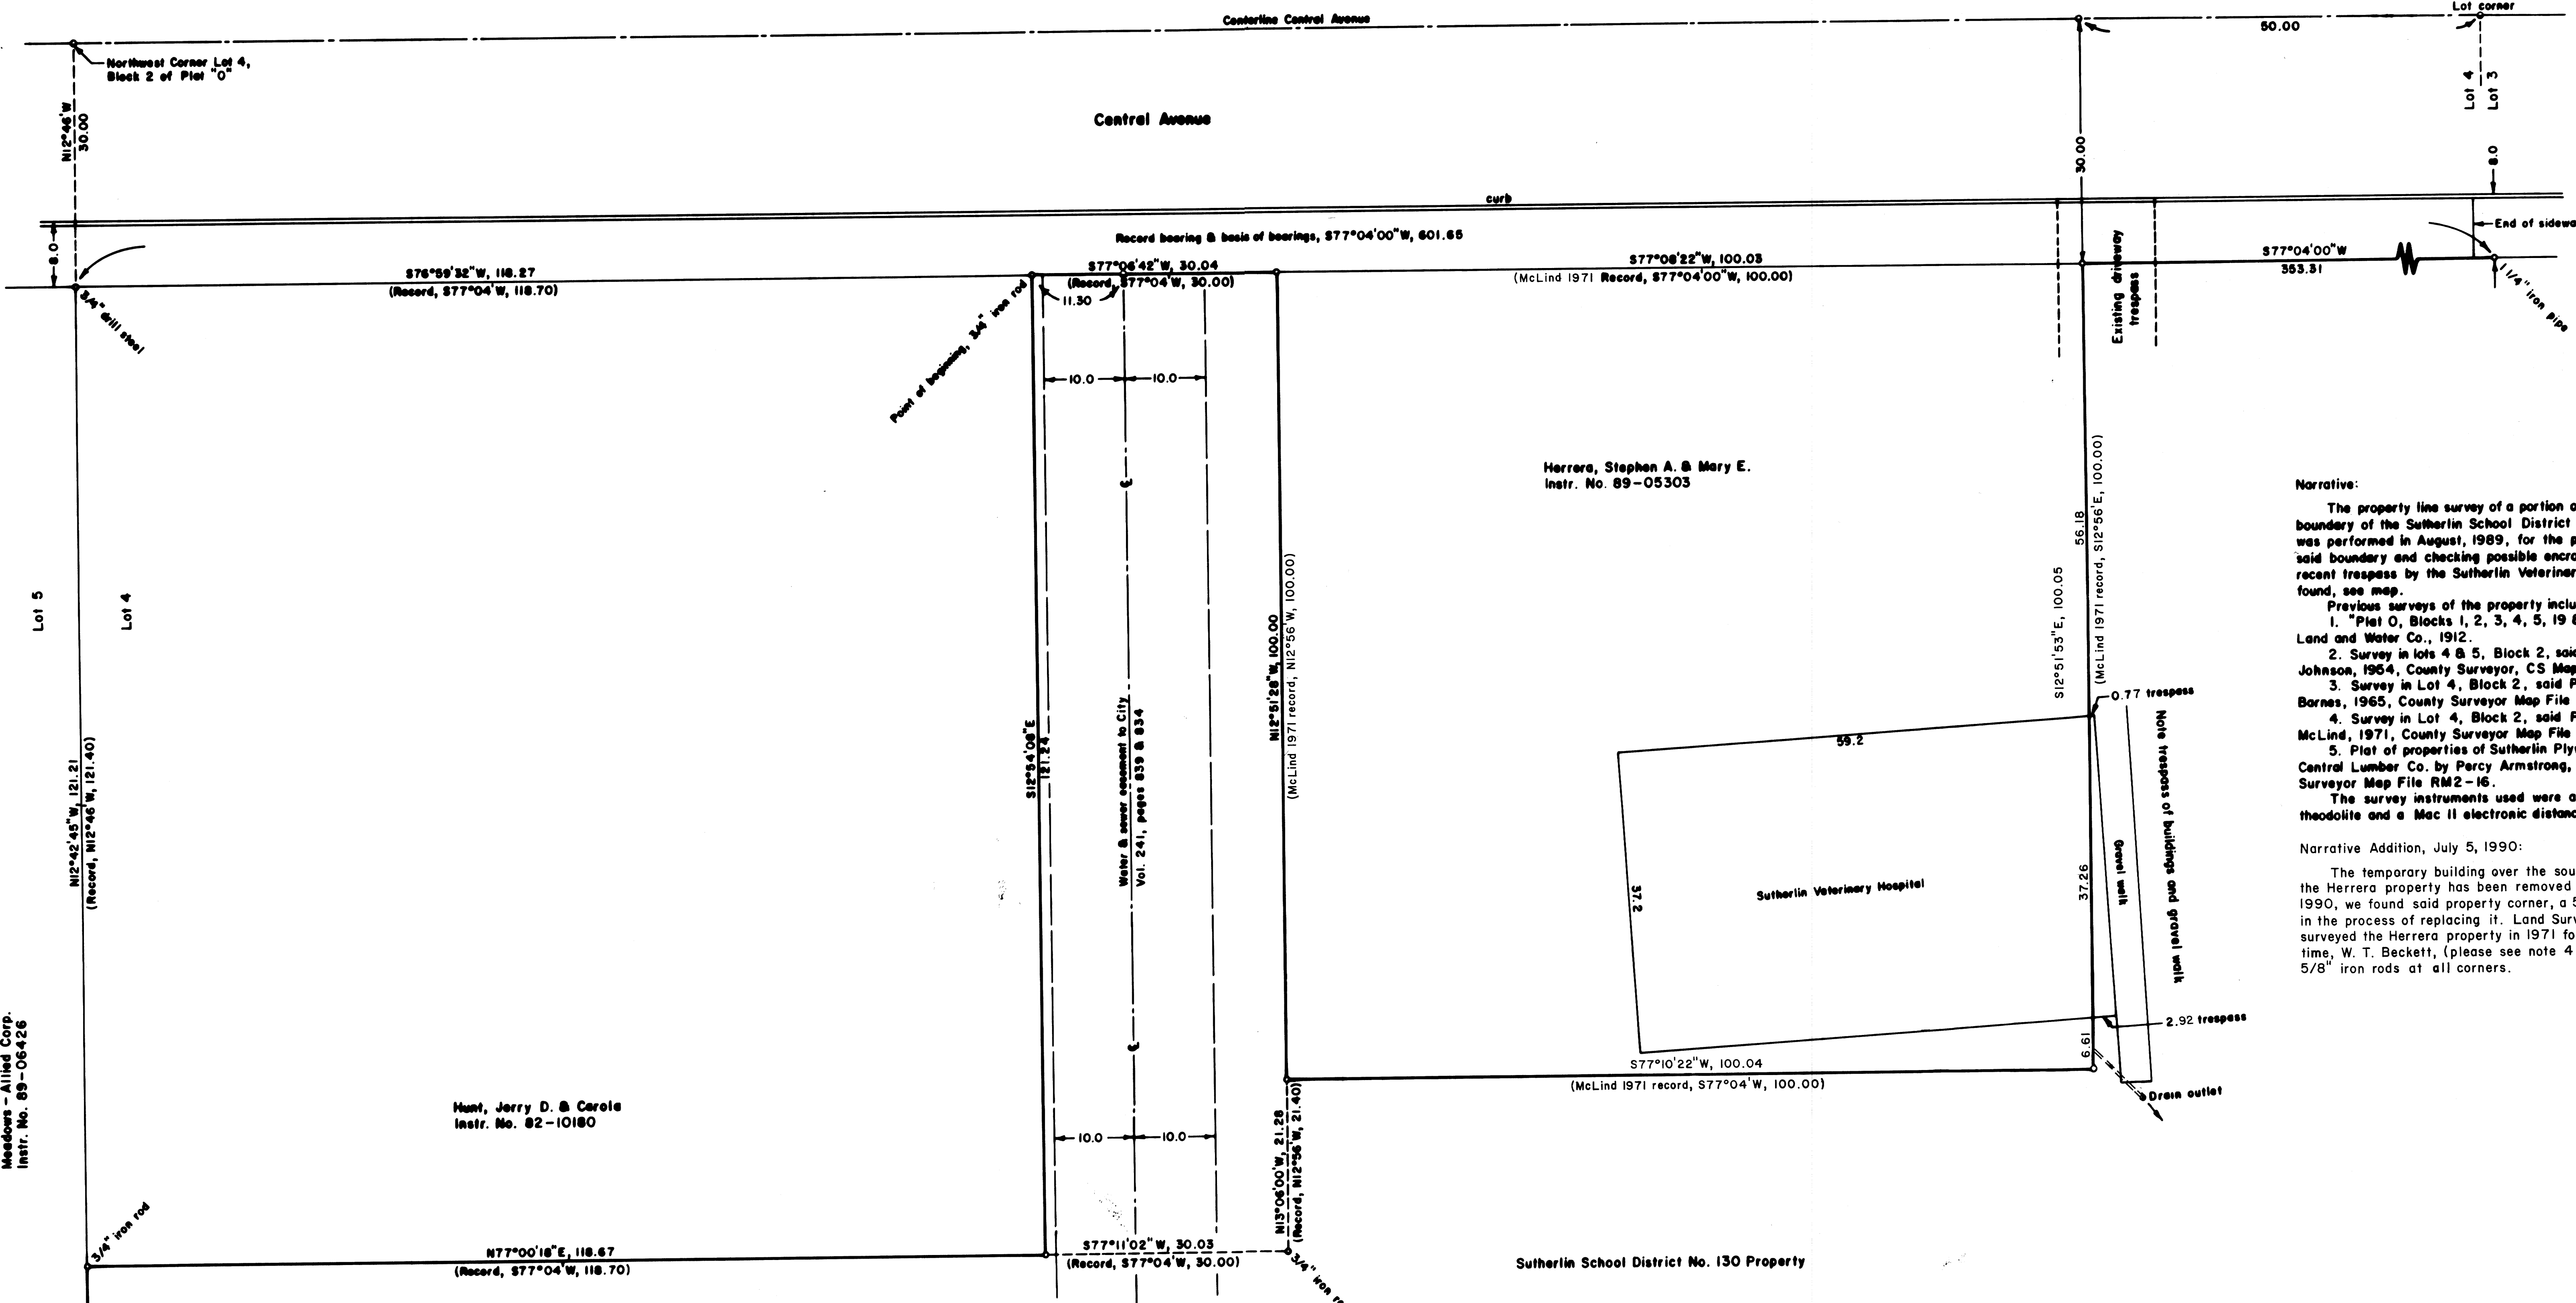 Centerline Central Avenue
Lot corner
50.00
Northwest Corner Lot 4,
Block 2 of Plat "O"
N12°46'W
30.00
Central Avenue
30.00
Lot 4
Lot 3
8.0
curb
8.0
End of
Record bearing & basis of bearings, S77°04'00"W, 601.65
S76°59'32"W, 118.27
(Record, S77°04'W, 118.70)
S77°06'42"W, 30.04
(Record, S77°04'W, 30.00)
11.30
S77°08'22"W, 100.03
(McLind 1971 Record, S77°04'00"W, 100.00)
Existing driveway
trespass
S77°04'00"W
353.31
1 1/4" iron pipe
3/4" drill steel
Point of beginning, 3/4" iron rod
10.0
10.0
Herrera, Stephen A. & Mary E.
Instr. No. 89-05303
56.18
S12°51'53"E, 100.05
(McLind 1971 record, S12°56'E, 100.00)
Lot 5
Lot 4
N12°42'45"W, 121.21
(Record, N12°46'W, 121.40)
S12°54'08"E
121.24
Water & sewer easement to City
Vol. 241, pages 839 & 834
N12°51'28"W, 100.00
(McLind 1971 record, N12°56'W, 100.00)
0.77 trespass
59.2
37.2
Sutherlin Veterinary Hospital
37.26
Gravel walk
Note trespass of buildings and gravel walk
2.92 trespass
6.61
S77°10'22"W, 100.04
(McLind 1971 record, S77°04'W, 100.00)
Drain outlet
Meadows - Allied Corp.
Instr. No. 89-06426
Hunt, Jerry D. & Carole
Instr. No. 82-10180
10.0
10.0
N13°06'00"W, 21.28
(Record, N12°56'W, 21.40)
3/4" iron rod
N77°00'18"E, 118.67
(Record, S77°04'W, 118.70)
S77°11'02"W, 30.03
(Record, S77°04'W, 30.00)
3/4" iron
Sutherlin School District No. 130 Property
Narrative:
The property line survey of a portion
boundary of the Sutherlin School District
was performed in August, 1989, for the
said boundary and checking possible
recent trespass by the Sutherlin
found, see map.
Previous surveys of the property
1. "Plat O, Blocks 1, 2, 3, 4, 5, 19
Land and Water Co., 1912.
2. Survey in lots 4 & 5, Block 2,
Johnson, 1954, County Surveyor, CS
3. Survey in Lot 4, Block 2, said
Barnes, 1965, County Surveyor Map File
4. Survey in Lot 4, Block 2, said
McLind, 1971, County Surveyor Map File
5. Plat of properties of Sutherlin
Central Lumber Co. by Percy Armstrong,
Surveyor Map File RM2-16.
The survey instruments used were
theodolite and a Mac II electronic
Narrative Addition, July 5, 1990:
The temporary building over the
the Herrera property has been removed
1990, we found said property corner, a
in the process of replacing it. Land
surveyed the Herrera property in 1971
time, W. T. Beckett, (please see note 4
5/8" iron rods at all corners.